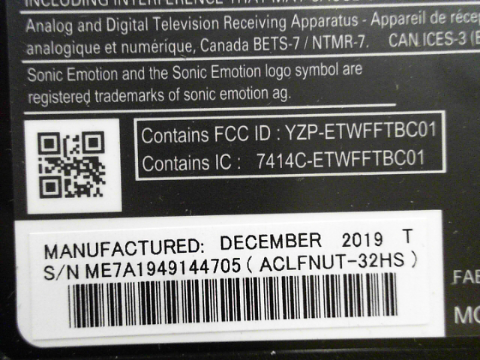 Analog and Digital Television Receiving Apparatus - Appareil de
analogique et numérique, Canada BETS-7 / NTMR-7. CAN ICES-3
Sonic Emotion and the Sonic Emotion logo symbol are
registered trademarks of sonic emotion ag.
Contains FCC ID : YZP-ETWFFTBC01
Contains IC : 7414C-ETWFFTBC01
MANUFACTURED: DECEMBER 2019 T
S/N ME7A1949144705 ( ACLFNUT-32HS )